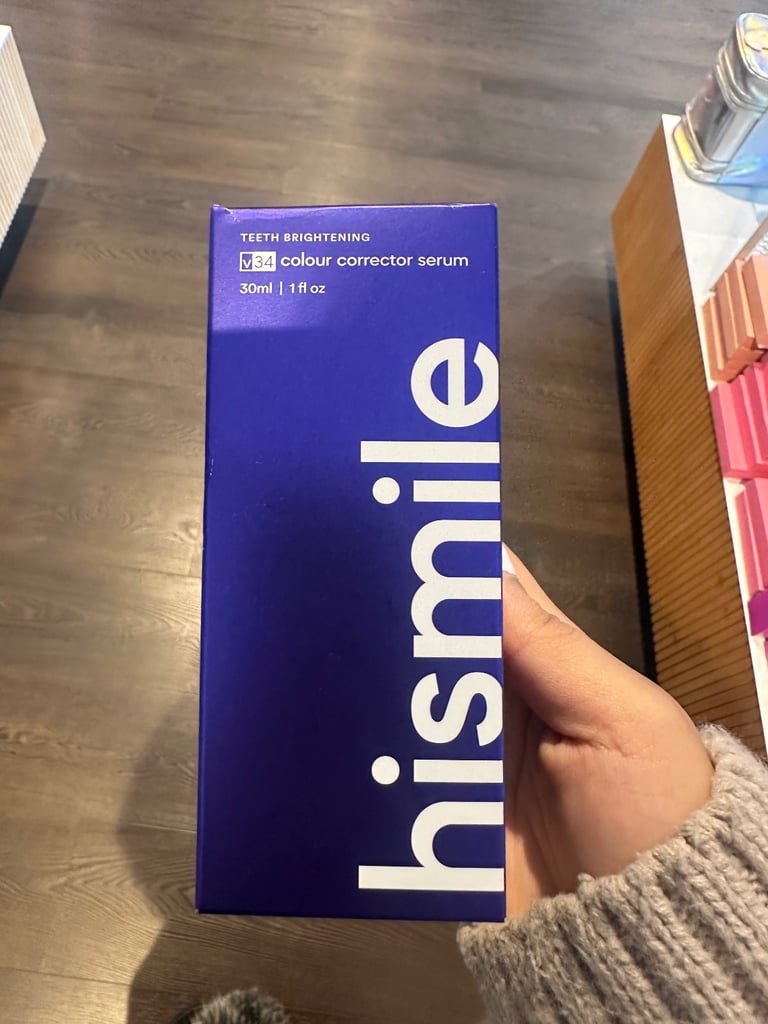 TEETH BRIGHTENING
v34 colour corrector serum
30ml | 1 fl oz
hismile